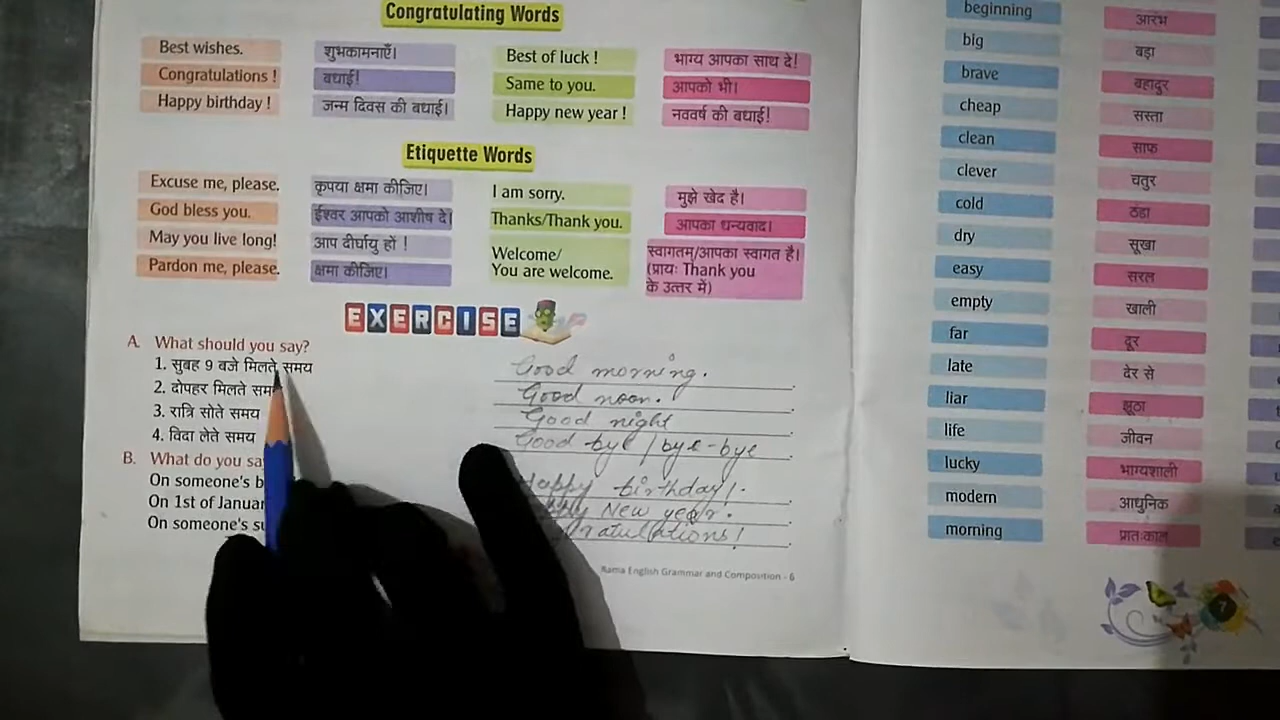 Congratulating Words
Best wishes. शुभकामनाएँ। Best of luck ! भाग्य आपका साथ दे!
Congratulations ! बधाई! Same to you. आपको भी।
Happy birthday ! जन्म दिवस की बधाई। Happy new year ! नववर्ष की बधाई!
Etiquette Words
Excuse me, please. कृपया क्षमा कीजिए। I am sorry. मुझे खेद है।
God bless you. ईश्वर आपको आशीष दे। Thanks/Thank you. आपका धन्यवाद।
May you live long! आप दीर्घायु हों ! Welcome/ स्वागतम्/आपका स्वागत है।
Pardon me, please. क्षमा कीजिए। You are welcome. (प्रायः Thank you
के उत्तर में)
EXERCISE
A. What should you say?
1. सुबह 9 बजे मिलते समय Good morning.
2. दोपहर मिलते सम Good noon.
3. रात्रि सोते समय Good night
4. विदा लेते समय Good bye / bye-bye
B. What do you sa
On someone's b Happy birthday!.
On 1st of Januar New year.
On someone's su ratulations!
Rama English Grammar and Composition - 6
beginning आरंभ
big बड़ा
brave बहादुर
cheap सस्ता
clean साफ
clever चतुर
cold ठंडा
dry सूखा
easy सरल
empty खाली
far दूर
late देर से
liar झूठा
life जीवन
lucky भाग्यशाली
modern आधुनिक
morning प्रातःकाल
7